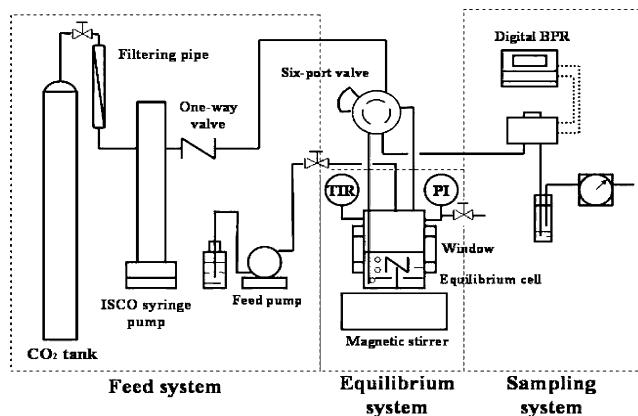 Digital BPR
Filtering pipe
Six-port valve
One-way
valve
TIR
PI
Window
Equilibrium cell
Feed pump
ISCO syringe
pump
Magnetic stirrer
CO₂ tank
Feed system
Equilibrium
system
Sampling
system